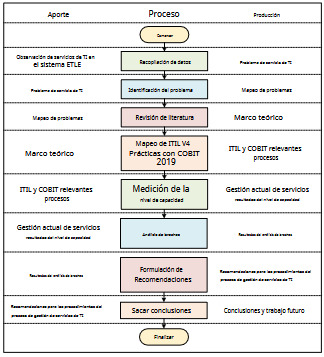 Aporte
Proceso
Producción
Comenzar
Observación de servicios de TI en
el sistema ETLE
Recopilación de datos
Problema de servicio de TI
Problema de servicio de TI
Identificación del problema
Mapeo de problemas
Mapeo de problemas
Revisión de literatura
Marco teórico
Marco teórico
Mapeo de ITIL V4
Prácticas con COBIT
2019
ITIL y COBIT relevantes
procesos
ITIL y COBIT relevantes
procesos
Medición de la
nivel de capacidad
Gestión actual de servicios
resultados del nivel de capacidad
Gestión actual de servicios
resultados del nivel de capacidad
Análisis de brechas
Resultados de análisis de brechas
Resultados de análisis de brechas
Formulación de
Recomendaciones
Recomendaciones para los procedimientos del
proceso de gestión de servicios de TI
Recomendaciones para los procedimientos del
proceso de gestión de servicios de TI
Sacar conclusiones
Conclusiones y trabajo futuro
Finalizar